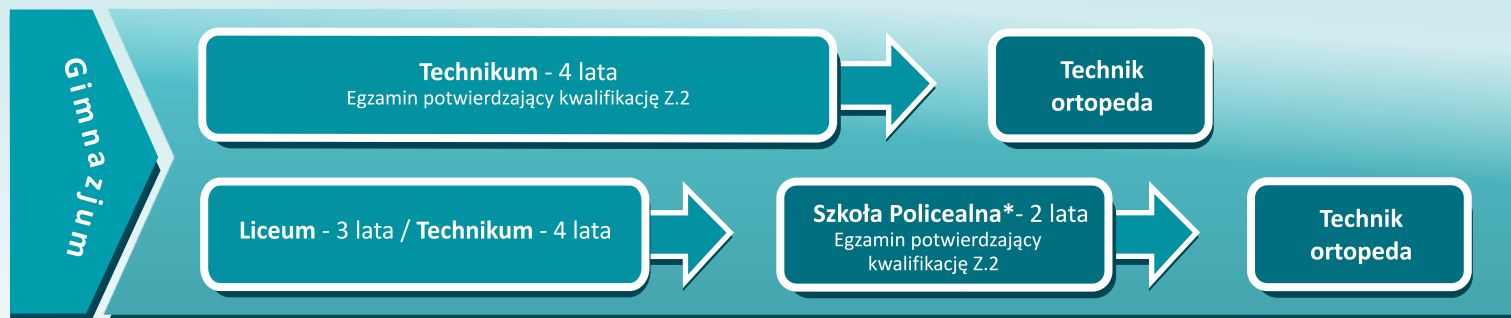 Gimnazjum
Technikum - 4 lata
Egzamin potwierdzający kwalifikację Z.2
Technik
ortopeda
Liceum - 3 lata / Technikum - 4 lata
Szkoła Policealna*- 2 lata
Egzamin potwierdzający
kwalifikację Z.2
Technik
ortopeda